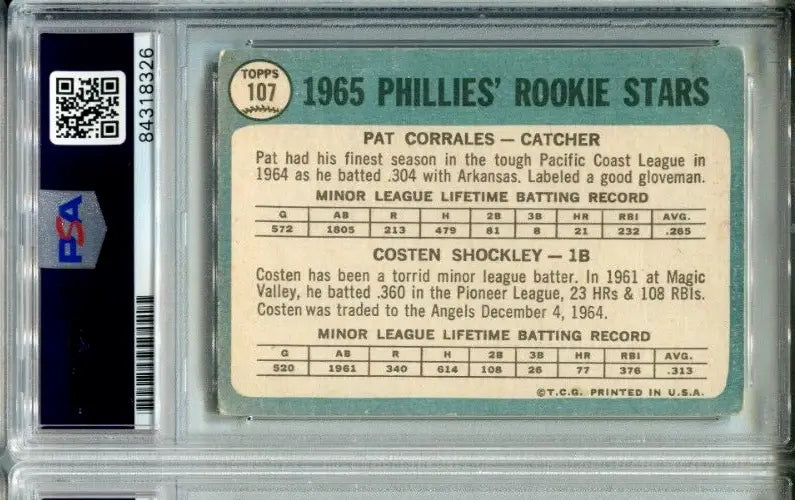 84318326
PSA
TOPPS
107
1965 PHILLIES' ROOKIE STARS
PAT CORRALES — CATCHER
Pat had his finest season in the tough Pacific Coast League in
1964 as he batted .304 with Arkansas. Labeled a good gloveman.
MINOR LEAGUE LIFETIME BATTING RECORD
G AB R H 2B 3B HR RBI AVG.
572 1805 213 479 81 8 21 232 .265
COSTEN SHOCKLEY — 1B
Costen has been a torrid minor league batter. In 1961 at Magic
Valley, he batted .360 in the Pioneer League, 23 HRs & 108 RBIs.
Costen was traded to the Angels December 4, 1964.
MINOR LEAGUE LIFETIME BATTING RECORD
G AB R H 2B 3B HR RBI AVG.
520 1961 340 614 108 26 77 376 .313
©T.C.G. PRINTED IN U.S.A.